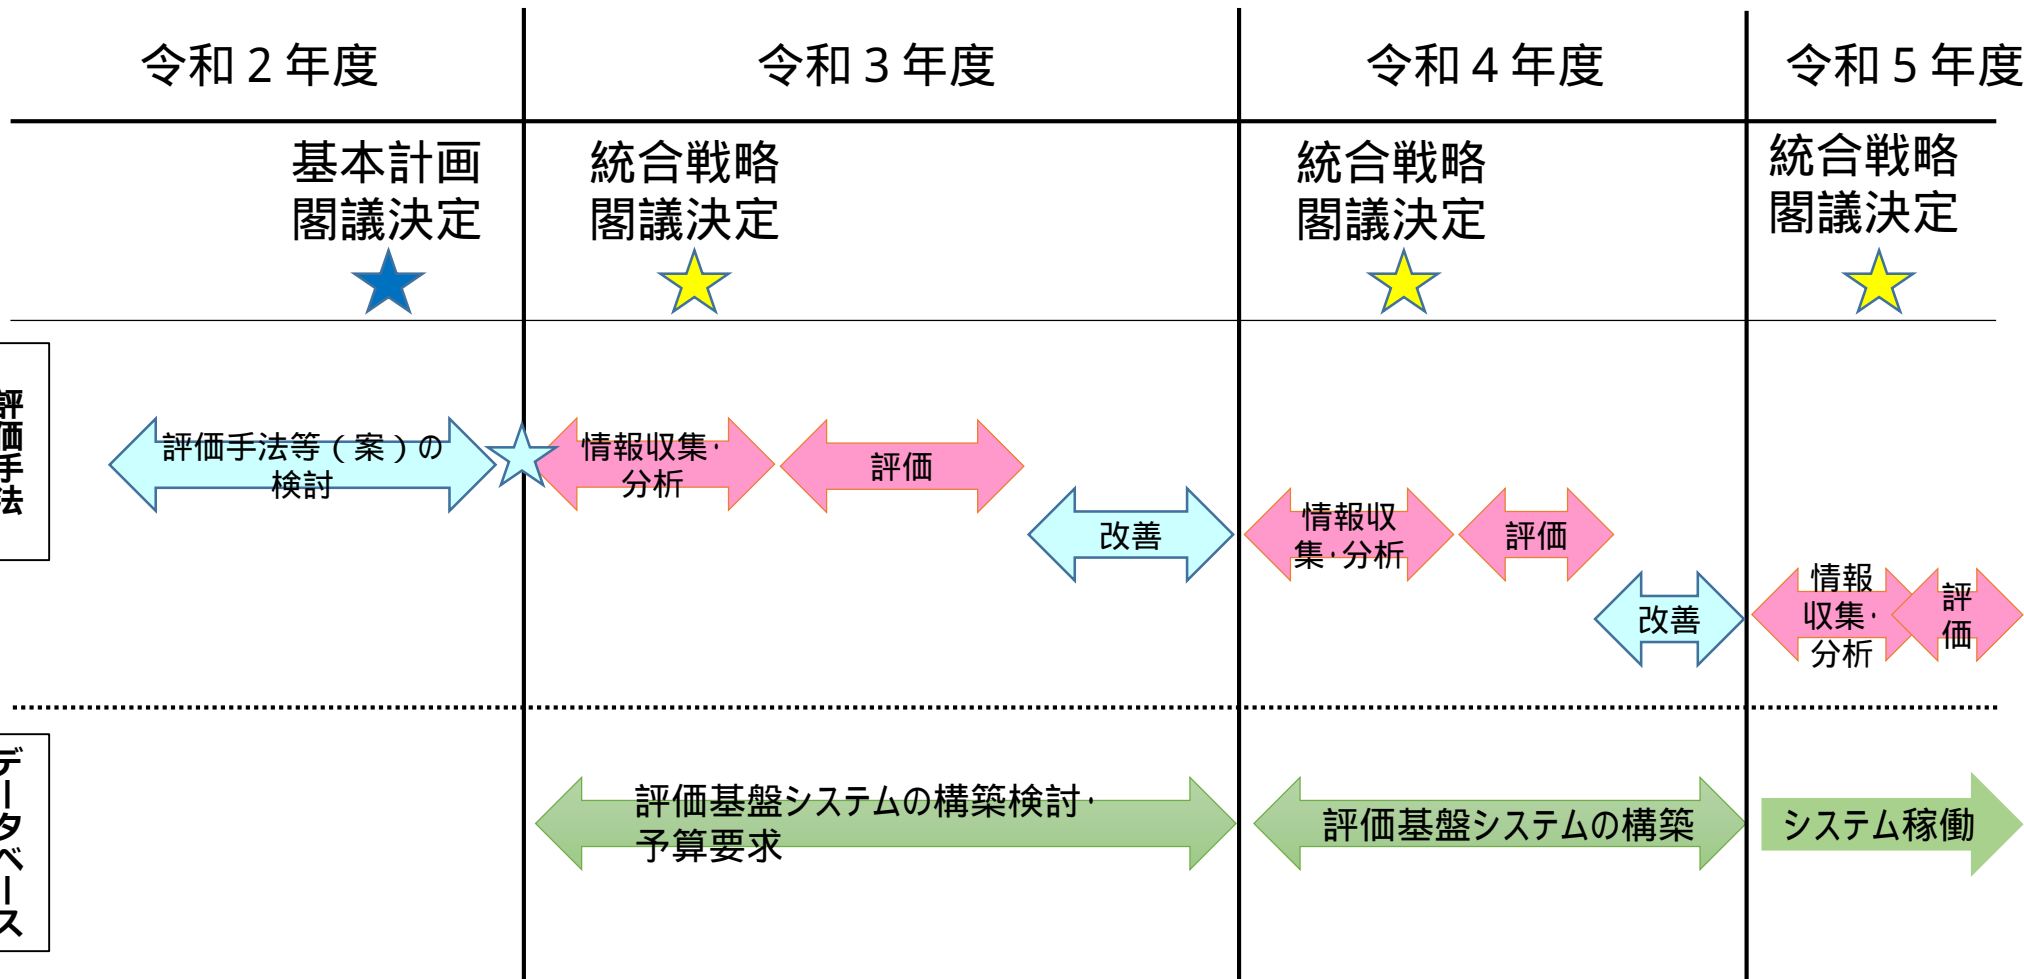 令和２年度
令和３年度
令和４年度
令和５年度
基本計画
閣議決定
統合戦略
閣議決定
統合戦略
閣議決定
統合戦略
閣議決定
評価手法
評価手法等（案）の
検討
情報収集・
分析
評価
改善
情報収
集・分析
評価
改善
情報
収集・
分析
評
価
データベース
評価基盤システムの構築検討・
予算要求
評価基盤システムの構築
システム稼働